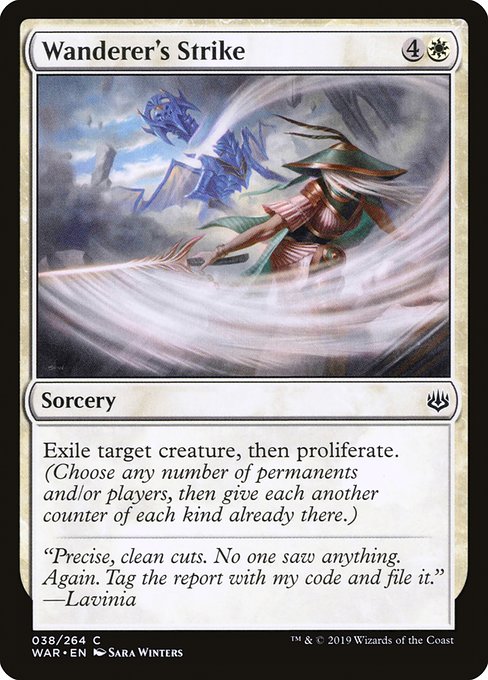 Wanderer's Strike 4
Sorcery
Exile target creature, then proliferate.
(Choose any number of permanents
and/or players, then give each another
counter of each kind already there.)
“Precise, clean cuts. No one saw anything.
Again. Tag the report with my code and file it.”
—Lavinia
038/264 C
WAR • EN Sara Winters
™ & © 2019 Wizards of the Coast